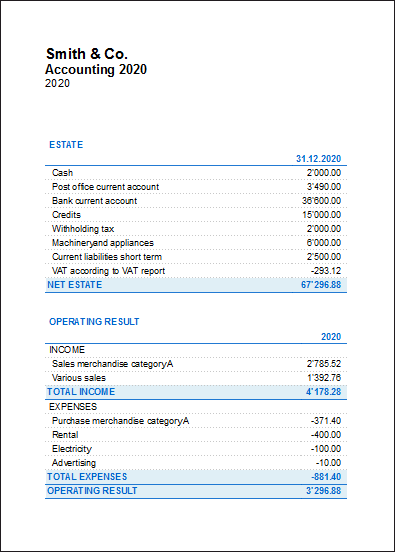 Smith & Co.
Accounting 2020
2020
ESTATE
31.12.2020
Cash 2'000.00
Post office current account 3'490.00
Bank current account 36'600.00
Credits 15'000.00
Withholding tax 2'000.00
Machineryand appliances 6'000.00
Current liabilities short term 2'500.00
VAT according to VAT report -293.12
NET ESTATE 67'296.88
OPERATING RESULT
2020
INCOME
Sales merchandise categoryA 2'785.52
Various sales 1'392.76
TOTAL INCOME 4'178.28
EXPENSES
Purchase merchandise categoryA -371.40
Rental -400.00
Electricity -100.00
Advertising -10.00
TOTAL EXPENSES -881.40
OPERATING RESULT 3'296.88